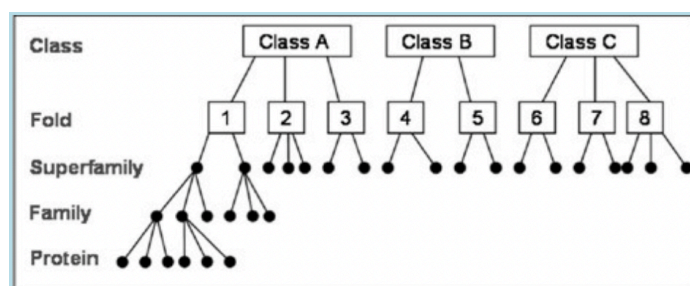 Class Class A Class B Class C
Fold 1 2 3 4 5 6 7 8
Superfamily
Family
Protein